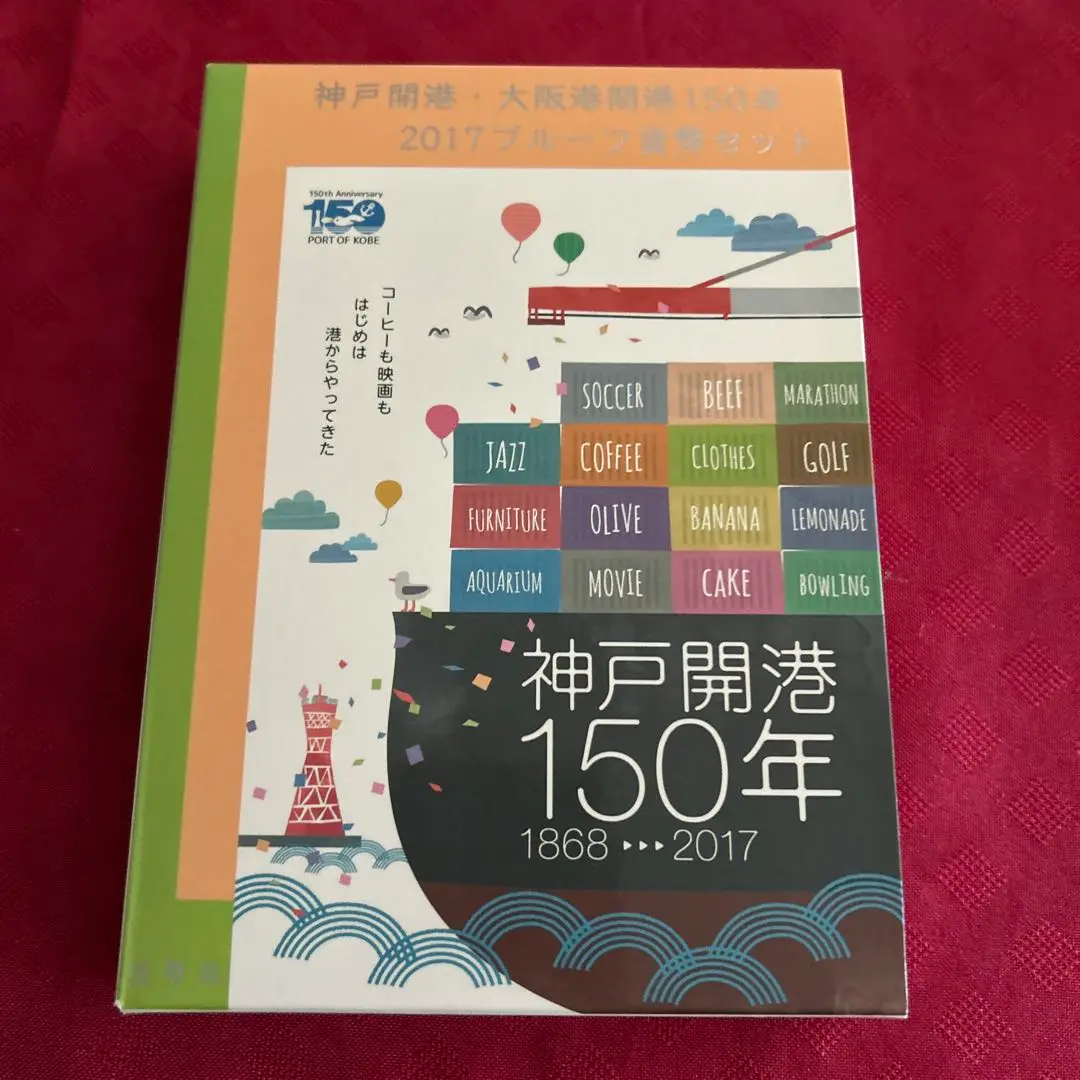 神戸開港・大阪港開港150年
2017プルーフ貨幣セット
150th Anniversary
150
PORT OF KOBE
コーヒーも映画も
はじめは
港からやってきた
SOCCER BEEF MARATHON
JAZZ COFFEE CLOTHES GOLF
FURNITURE OLIVE BANANA LEMONADE
AQUARIUM MOVIE CAKE BOWLING
神戸開港
150年
1868 ▸▸▸ 2017
造幣局